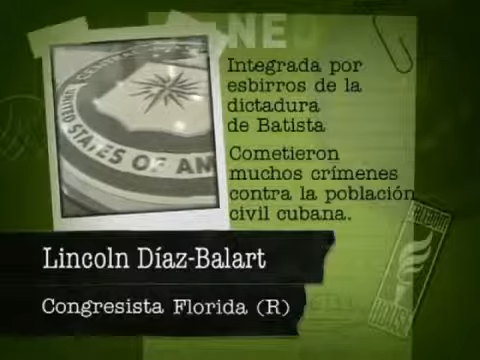 NEO
Integrada por
esbirros de la
dictadura
de Batista
Cometieron
muchos crímenes
contra la población
civil cubana.
CENTRAL
UNITED STATES OF AM
Lincoln Díaz-Balart
Congresista Florida (R)